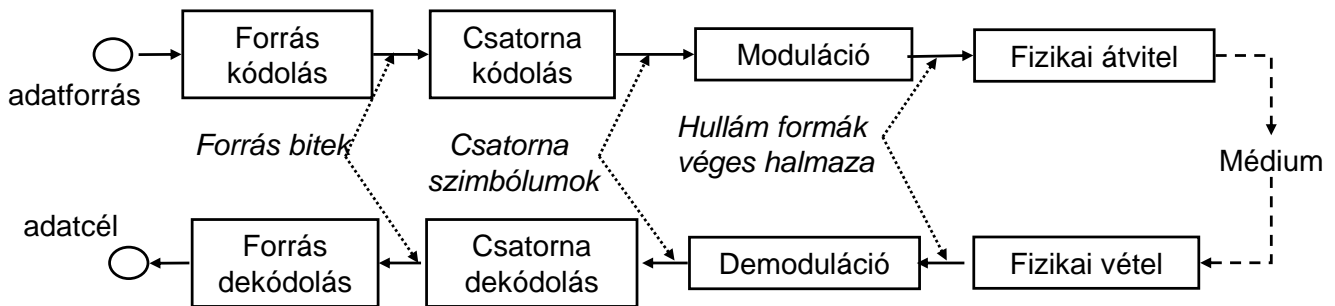 adatforrás
Forrás
kódolás
Csatorna
kódolás
Moduláció
Fizikai átvitel
Forrás bitek
Csatorna
szimbólumok
Hullám formák
véges halmaza
Médium
adatcél
Forrás
dekódolás
Csatorna
dekódolás
Demoduláció
Fizikai vétel